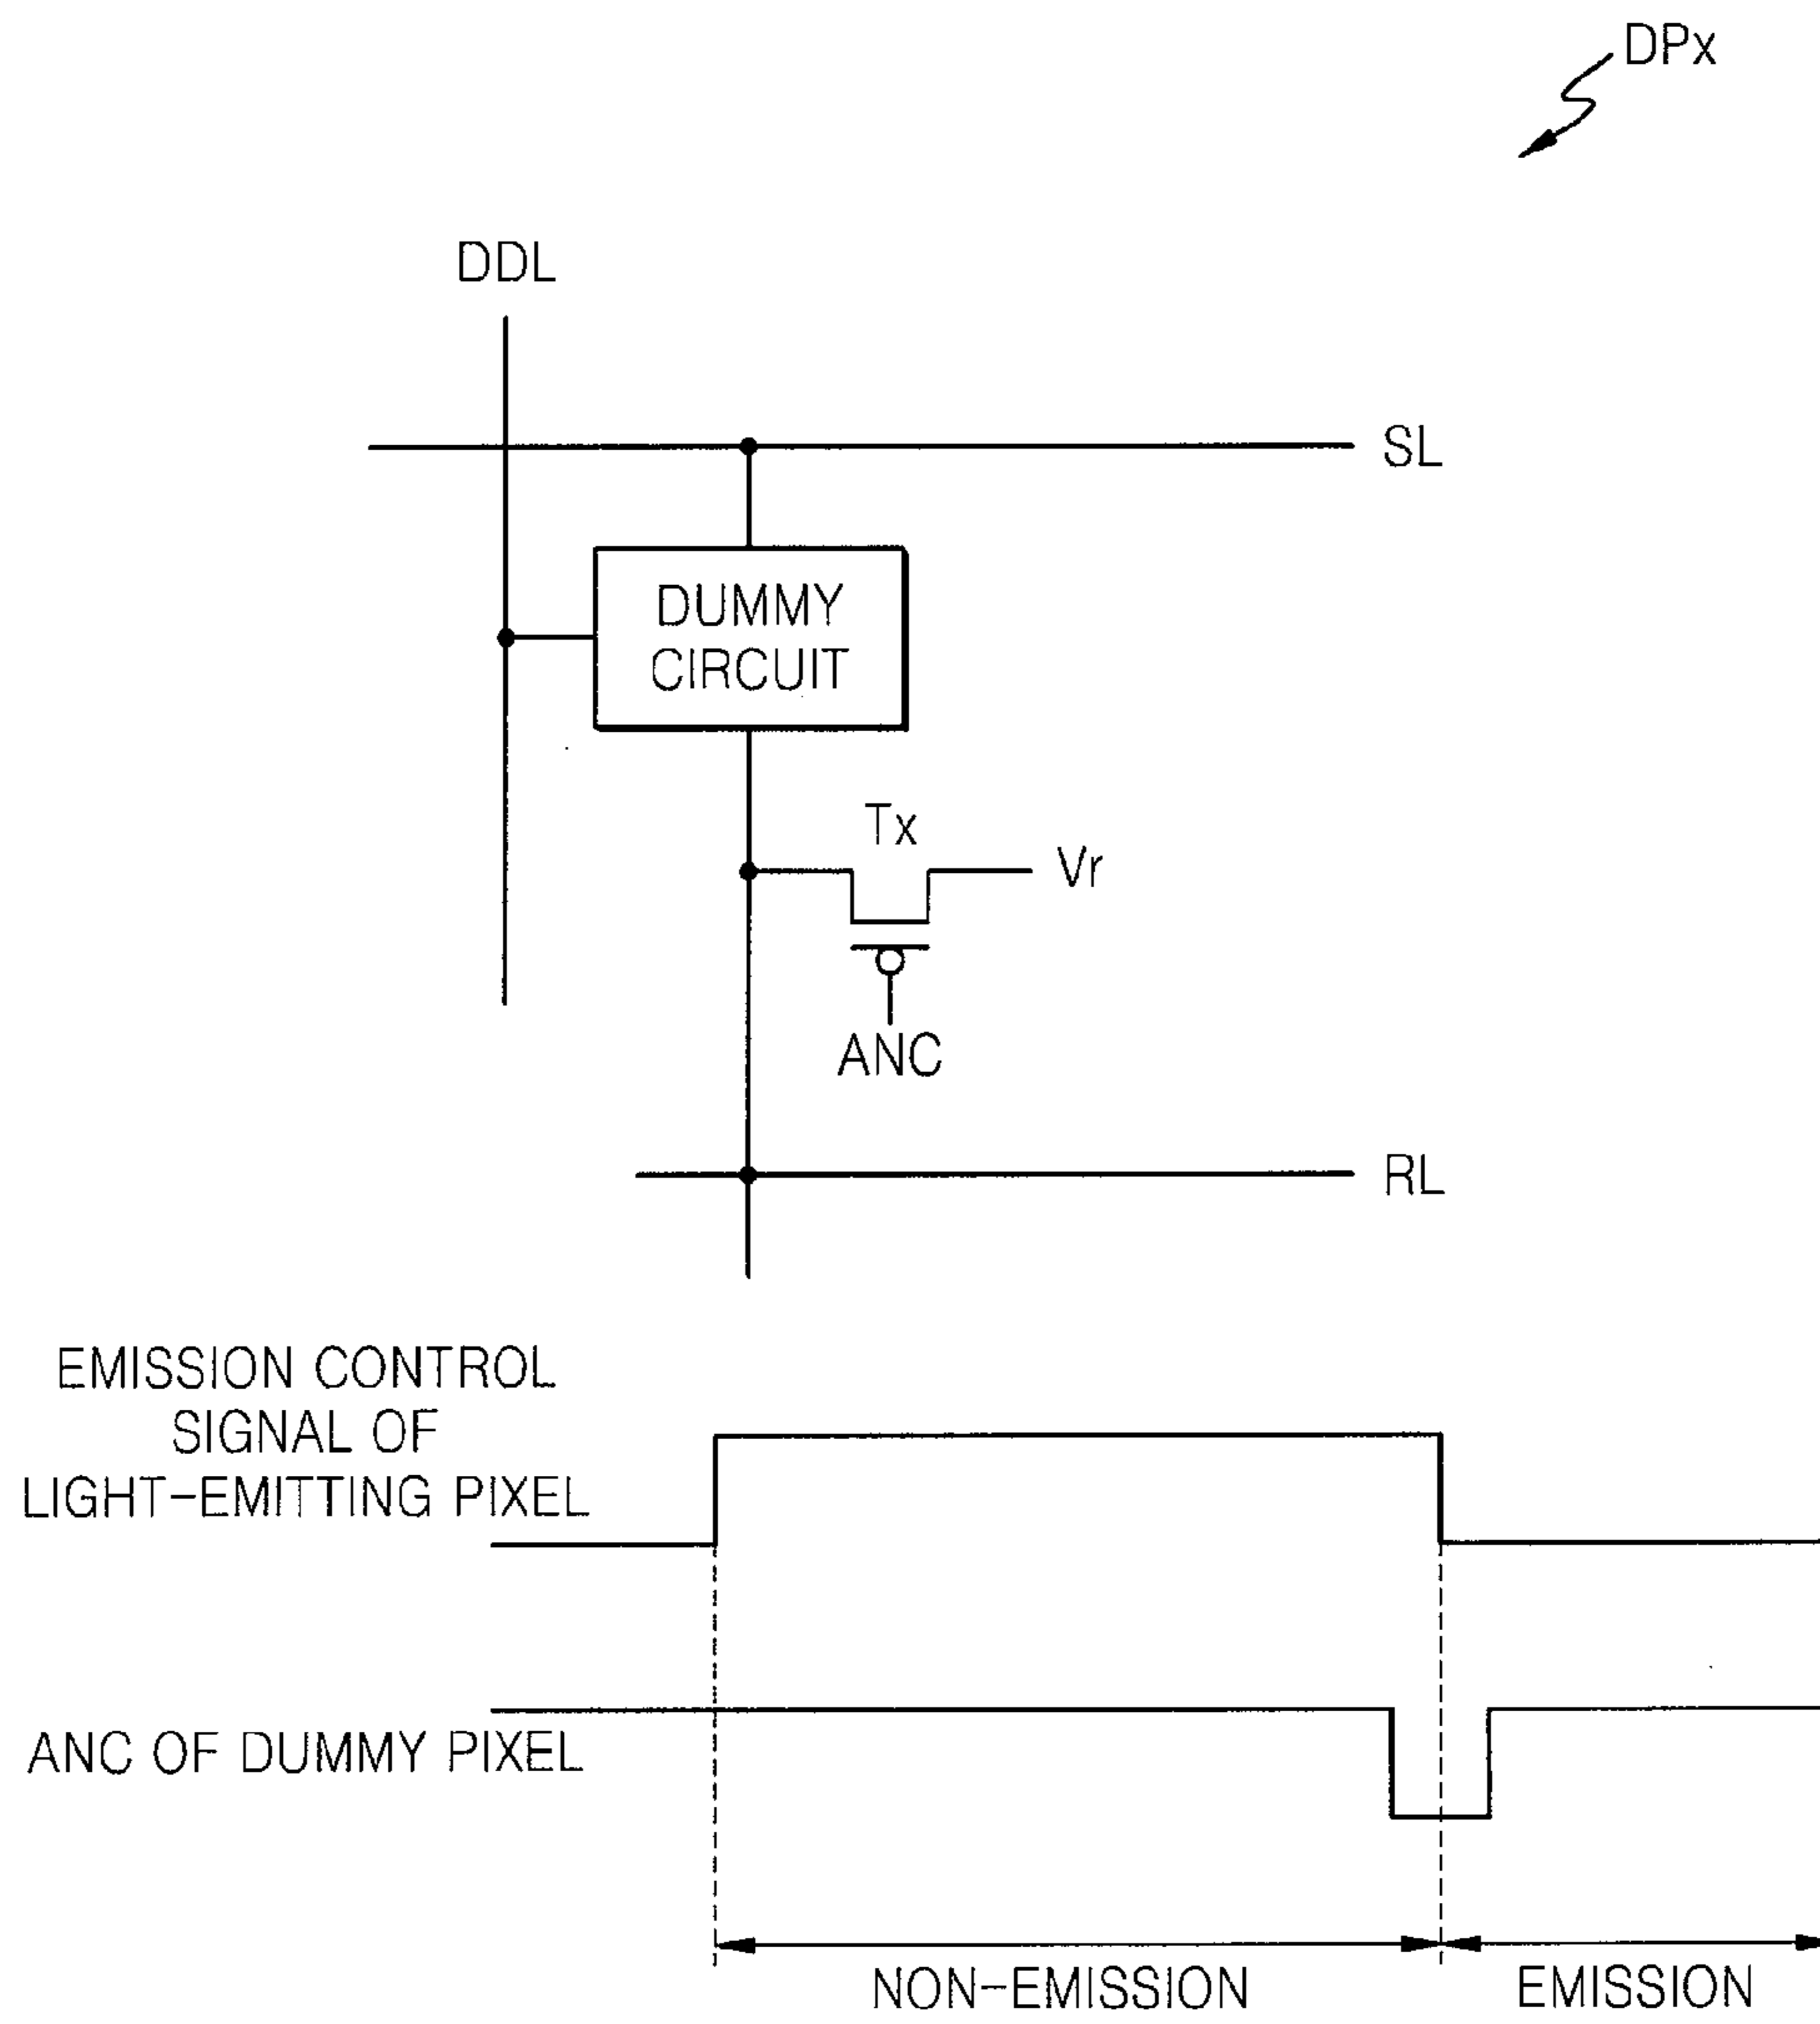 DPx
DDL
SL
DUMMY
CIRCUIT
Tx
Vr
ANC
RL
EMISSION CONTROL
SIGNAL OF
LIGHT-EMITTING PIXEL
ANC OF DUMMY PIXEL
NON-EMISSION
EMISSION